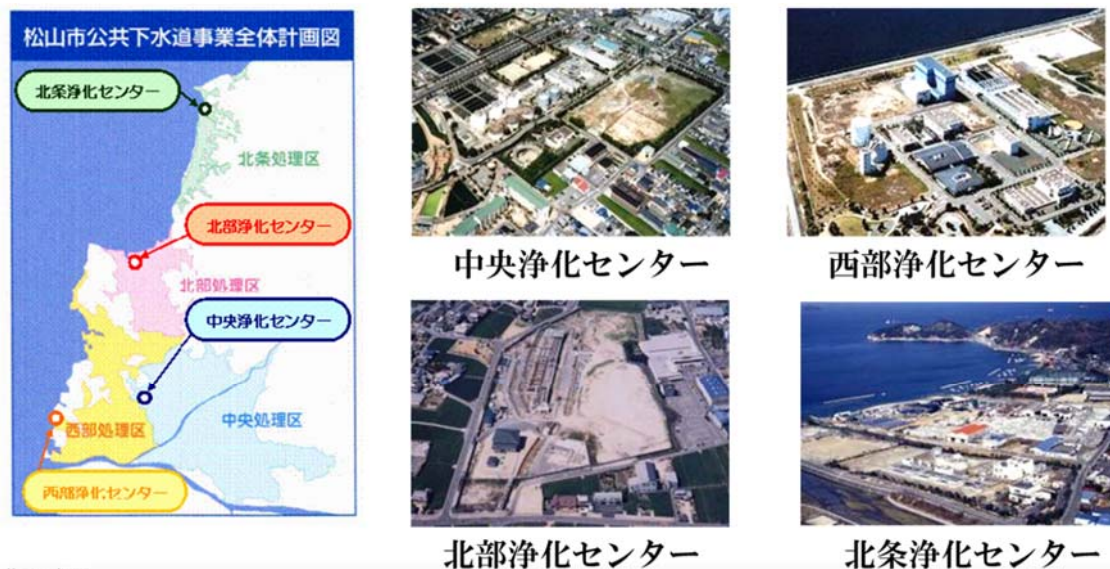 松山市公共下水道事業全体計画図
北条浄化センター
北条処理区
北部浄化センター
北部処理区
中央浄化センター
中央処理区
西部処理区
西部浄化センター
中央浄化センター
西部浄化センター
北部浄化センター
北条浄化センター